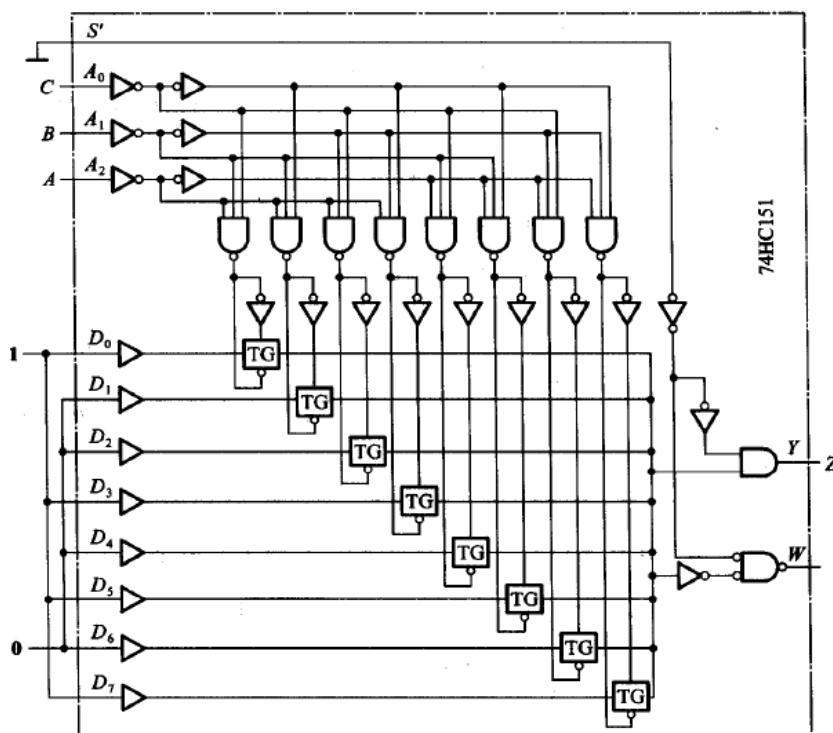 S'
C A₀
B A₁
A A₂
74HC151
1 D₀ TG
D₁ TG
D₂ TG
Y Z
D₃ TG
D₄ TG
W
D₅ TG
0 D₆ TG
D₇ TG